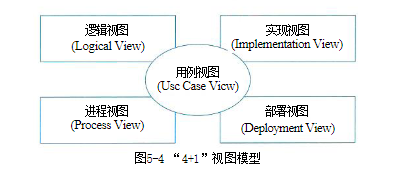 逻辑视图
(Logical View)
实现视图
(Implementation View)
用例视图
(Usc Case View)
进程视图
(Process View)
部署视图
(Deployment View)
图5-4 “4+1”视图模型